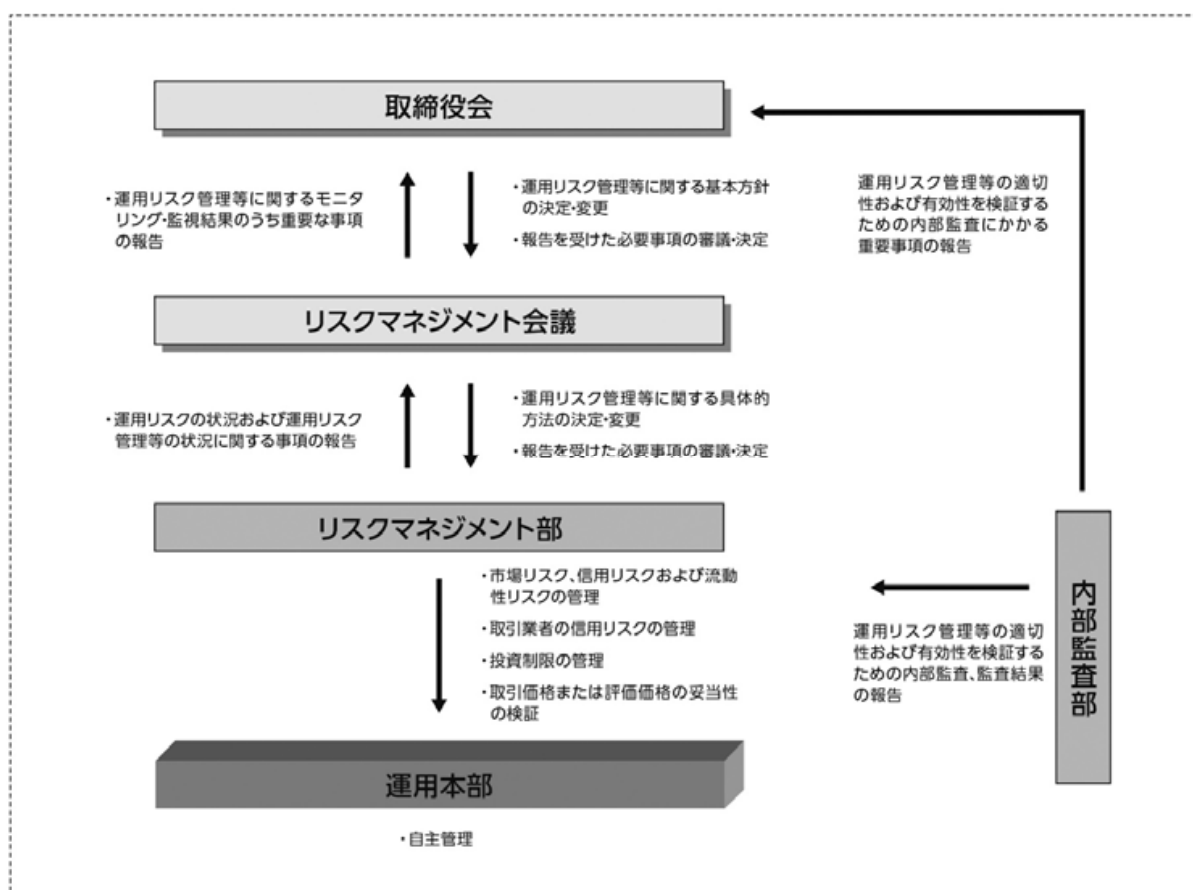 取締役会
・運用リスク管理等に関するモニタ
リング・監視結果のうち重要な事項
の報告
・運用リスク管理等に関する基本方針
の決定・変更
・報告を受けた必要事項の審議・決定
運用リスク管理等の適切
性および有効性を検証する
ための内部監査にかかる
重要事項の報告
リスクマネジメント会議
・運用リスクの状況および運用リスク
管理等の状況に関する事項の報告
・運用リスク管理等に関する具体的
方法の決定・変更
・報告を受けた必要事項の審議・決定
リスクマネジメント部
・市場リスク、信用リスクおよび流動
性リスクの管理
・取引業者の信用リスクの管理
・投資制限の管理
・取引価格または評価価格の妥当性
の検証
運用リスク管理等の適切
性および有効性を検証する
ための内部監査、監査結果
の報告
内部監査部
運用本部
・自主管理